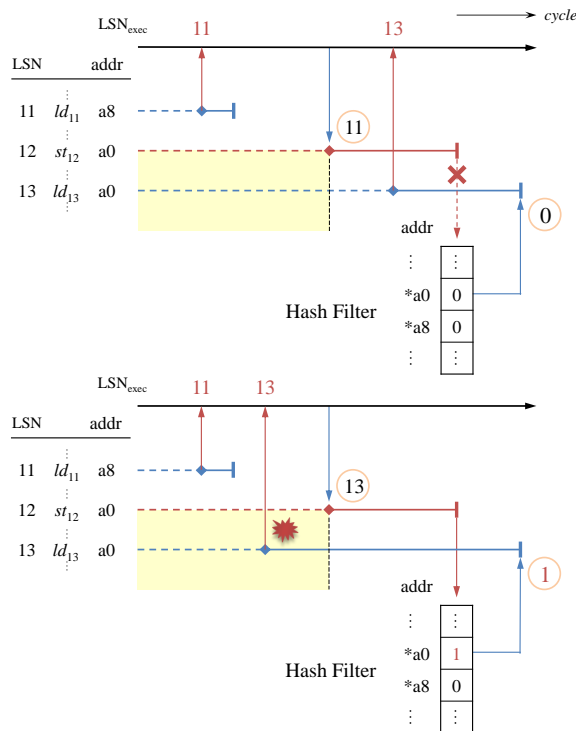 cycle
LSNexec 11 13
LSN addr
11 ld11 a8
11
12 st12 a0
13 ld13 a0
0
addr
⋮ ⋮
*a0 0
Hash Filter
*a8 0
⋮ ⋮
LSNexec
11 13
LSN addr
11 ld11 a8
13
12 st12 a0
13 ld13 a0
1
addr
⋮ ⋮
*a0 1
Hash Filter
*a8 0
⋮ ⋮